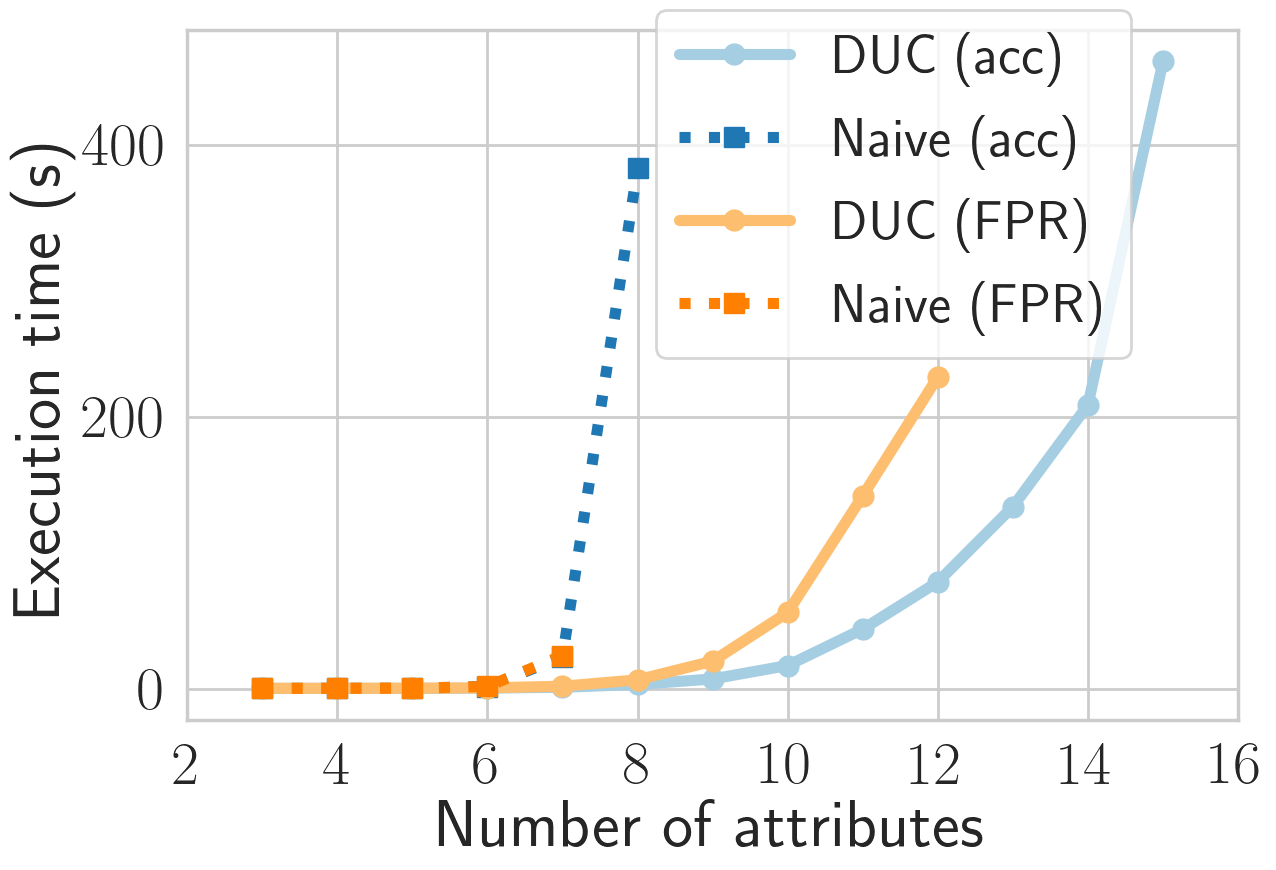 DUC (acc)
Naive (acc)
DUC (FPR)
Naive (FPR)
Execution time (s)
400
200
0
2 4 6 8 10 12 14 16
Number of attributes